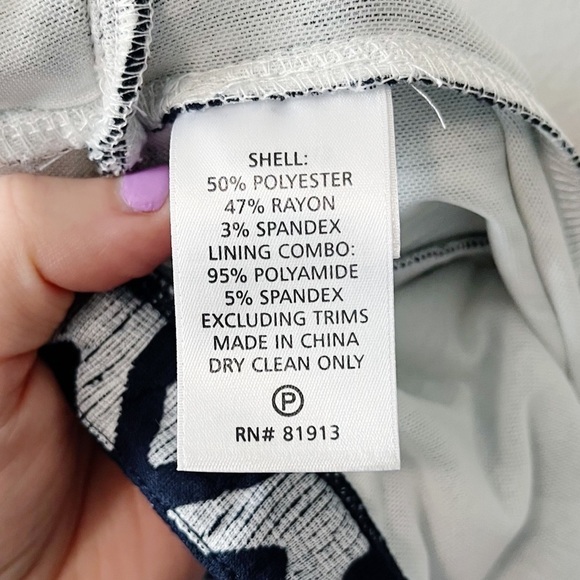 SHELL:
50% POLYESTER
47% RAYON
3% SPANDEX
LINING COMBO:
95% POLYAMIDE
5% SPANDEX
EXCLUDING TRIMS
MADE IN CHINA
DRY CLEAN ONLY
P
RN# 81913